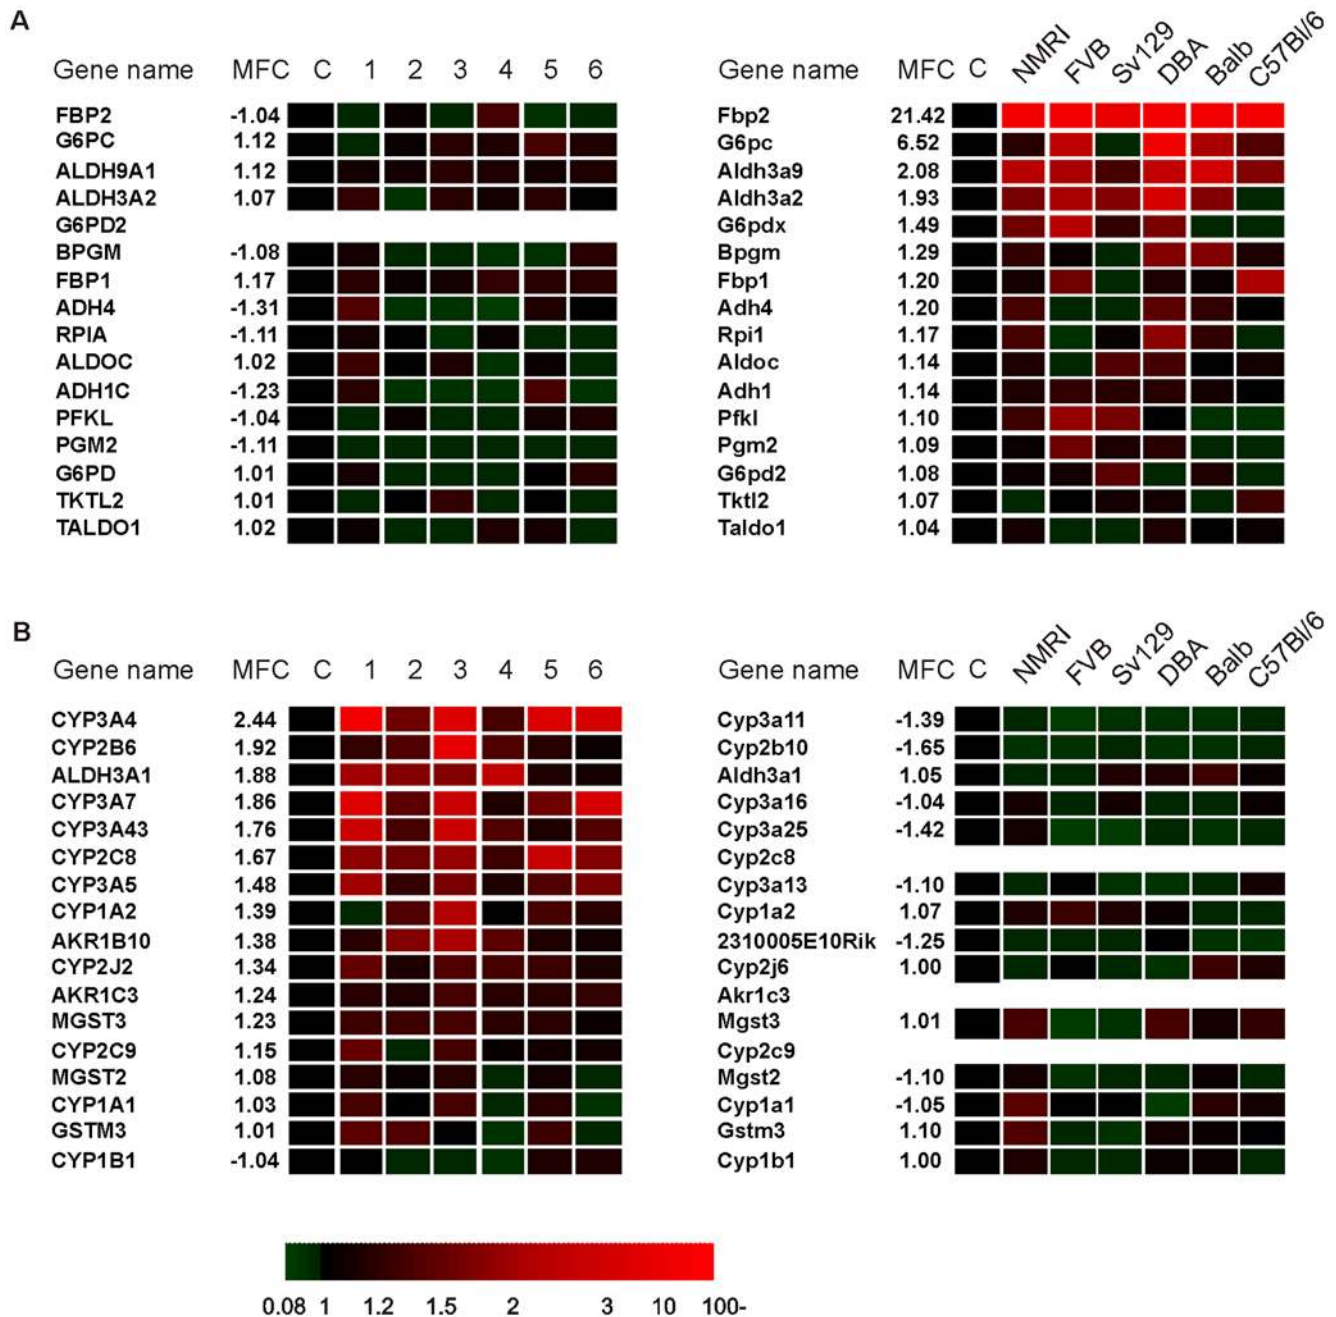 A
Gene name MFC C 1 2 3 4 5 6
FBP2 -1.04
G6PC 1.12
ALDH9A1 1.12
ALDH3A2 1.07
G6PD2
BPGM -1.08
FBP1 1.17
ADH4 -1.31
RPIA -1.11
ALDOC 1.02
ADH1C -1.23
PFKL -1.04
PGM2 -1.11
G6PD 1.01
TKTL2 1.01
TALDO1 1.02
Gene name MFC C NMRI FVB Sv129 DBA Balb C57Bl/6
Fbp2 21.42
G6pc 6.52
Aldh3a9 2.08
Aldh3a2 1.93
G6pdx 1.49
Bpgm 1.29
Fbp1 1.20
Adh4 1.20
Rpi1 1.17
Aldoc 1.14
Adh1 1.14
Pfkl 1.10
Pgm2 1.09
G6pd2 1.08
Tktl2 1.07
Taldo1 1.04
B
Gene name MFC C 1 2 3 4 5 6
CYP3A4 2.44
CYP2B6 1.92
ALDH3A1 1.88
CYP3A7 1.86
CYP3A43 1.76
CYP2C8 1.67
CYP3A5 1.48
CYP1A2 1.39
AKR1B10 1.38
CYP2J2 1.34
AKR1C3 1.24
MGST3 1.23
CYP2C9 1.15
MGST2 1.08
CYP1A1 1.03
GSTM3 1.01
CYP1B1 -1.04
Gene name MFC C NMRI FVB Sv129 DBA Balb C57Bl/6
Cyp3a11 -1.39
Cyp2b10 -1.65
Aldh3a1 1.05
Cyp3a16 -1.04
Cyp3a25 -1.42
Cyp2c8
Cyp3a13 -1.10
Cyp1a2 1.07
2310005E10Rik -1.25
Cyp2j6 1.00
Akr1c3
Mgst3 1.01
Cyp2c9
Mgst2 -1.10
Cyp1a1 -1.05
Gstm3 1.10
Cyp1b1 1.00
0.08 1 1.2 1.5 2 3 10 100-